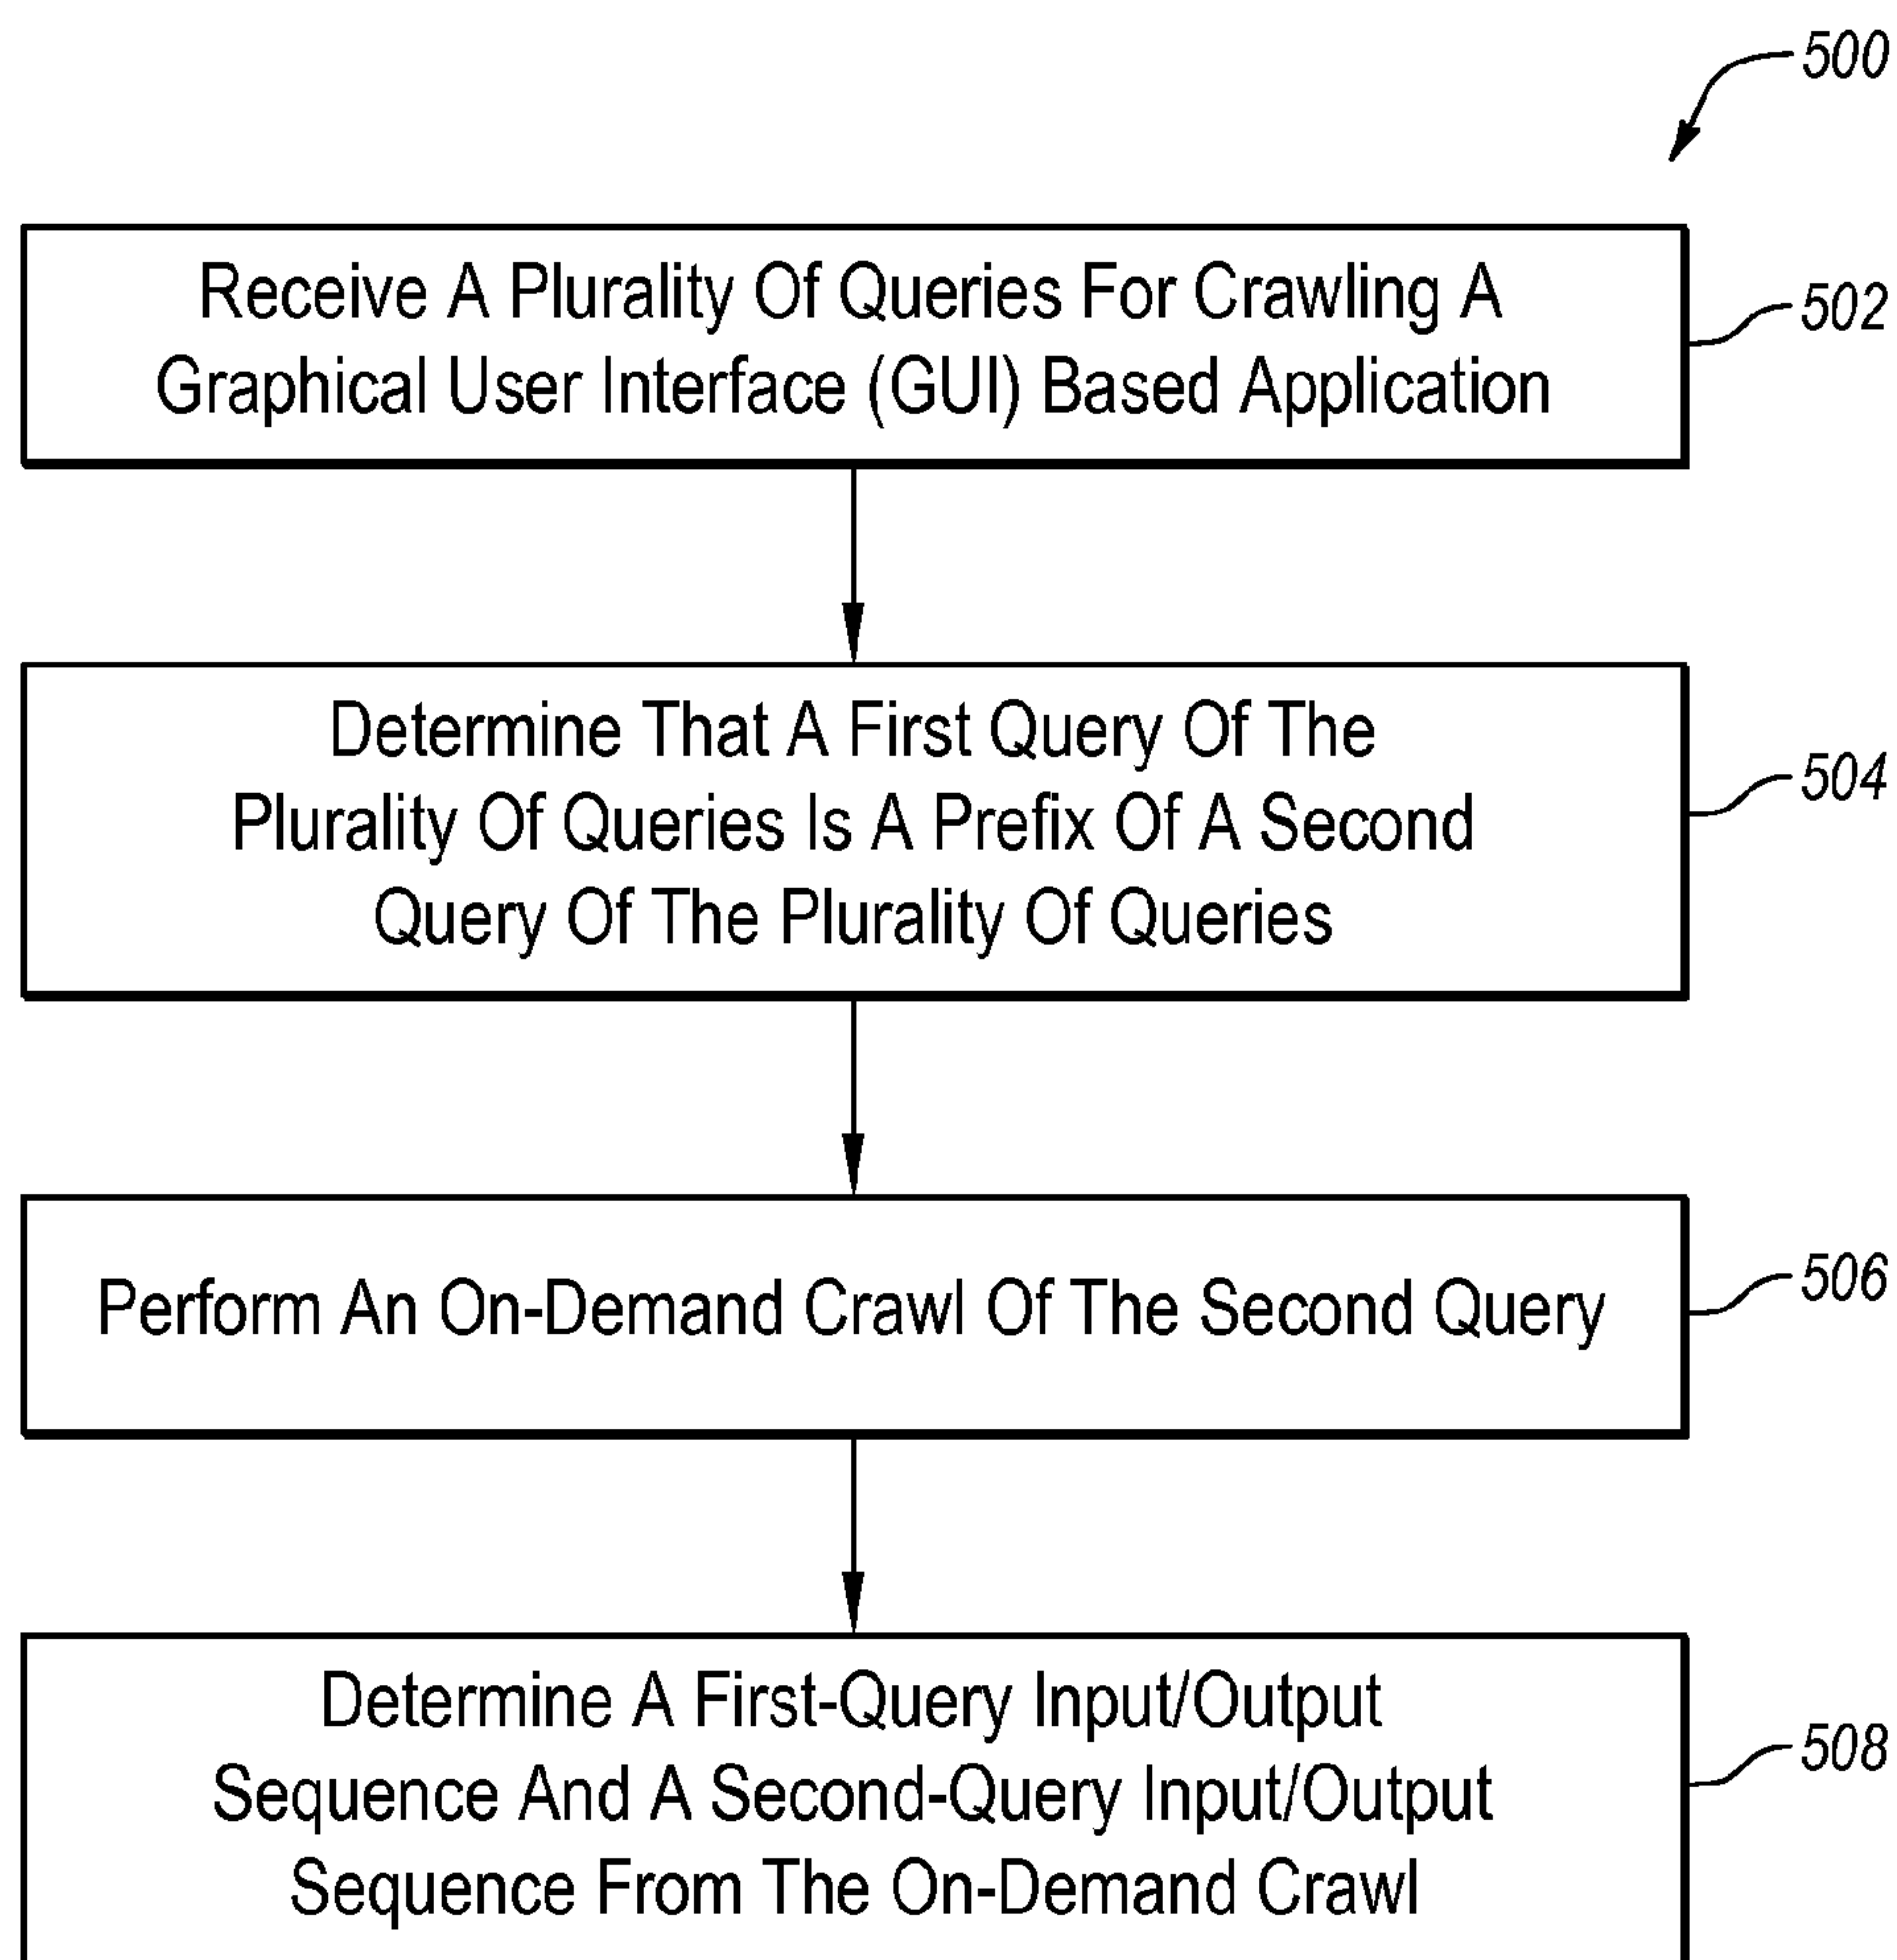 500
Receive A Plurality Of Queries For Crawling A
Graphical User Interface (GUI) Based Application
502
Determine That A First Query Of The
Plurality Of Queries Is A Prefix Of A Second
Query Of The Plurality Of Queries
504
Perform An On-Demand Crawl Of The Second Query
506
Determine A First-Query Input/Output
Sequence And A Second-Query Input/Output
Sequence From The On-Demand Crawl
508